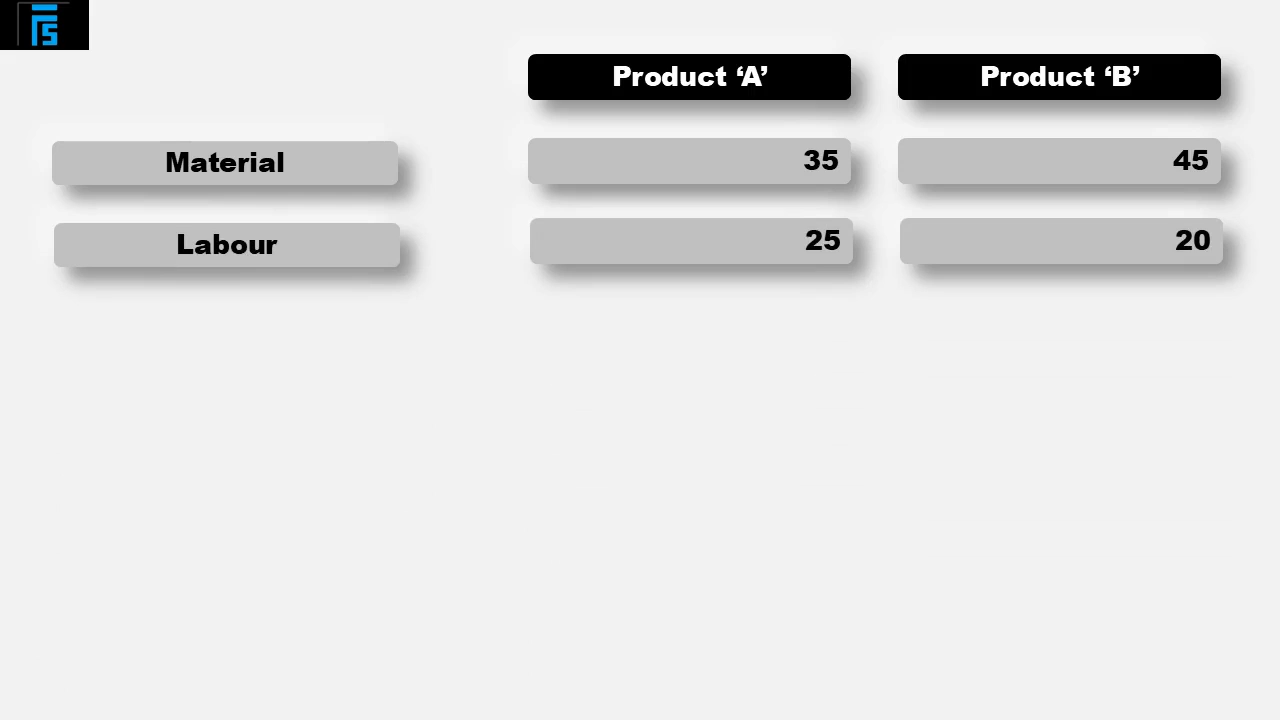 Product ‘A’ Product ‘B’
Material 35 45
Labour 25 20